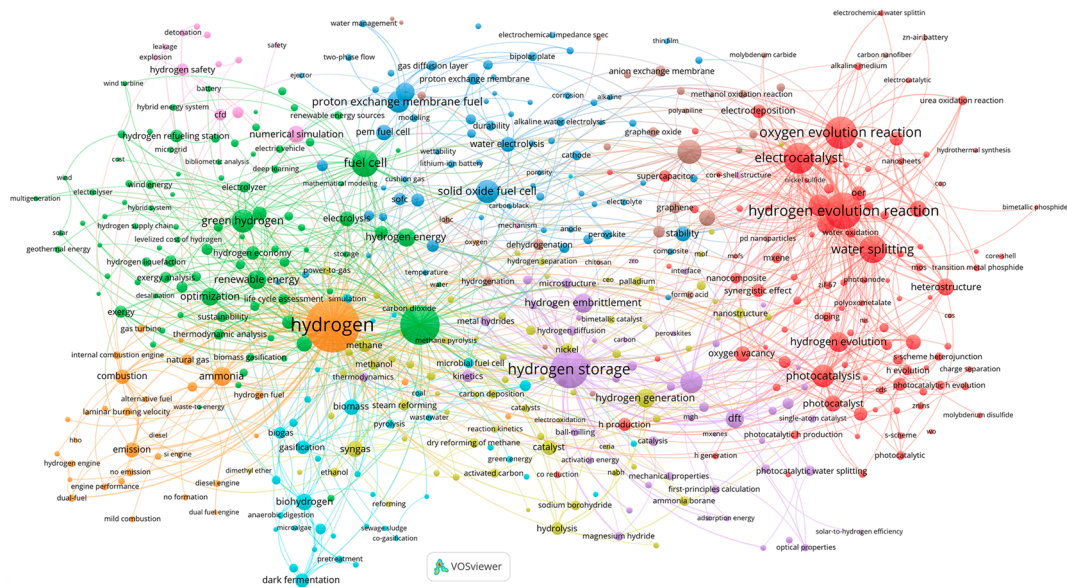 electrochemical water splittin
detonation
water management
electrochemical impedance spec
thin film
zn-air battery
leakage
safety
two-phase flow
bipolar plate
molybdenum carbide
carbon nanofiber
explosion
gas diffusion layer
alkaline medium
hydrogen safety
ejector
proton exchange membrane
anion exchange membrane
electrocatalytic
wind turbine
battery
corrosion
alkaline
methanol oxidation reaction
urea oxidation reaction
hybrid energy system
proton exchange membrane fuel
cfd
renewable energy sources
modeling
polyaniline
electrodeposition
hydrogen refueling station
numerical simulation
pem fuel cell
durability
alkaline water electrolysis
graphene oxide
oxygen evolution reaction
microgrid
electric vehicle
wettability
water electrolysis
hydrothermal synthesis
cost
bibliometric analysis
fuel cell
lithium-ion battery
cathode
electrocatalyst
nanosheets
wind
deep learning
cushion gas
porosity
supercapacitor
core-shell structure
electrolyser
wind energy
electrolyzer
mathematical modeling
nickel sulfide
cop
multigeneration
solid oxide fuel cell
oer
hybrid system
sofc
carbon black
electrolyte
graphene
hydrogen evolution reaction
bimetallic phosphide
green hydrogen
electrolysis
lohc
mechanism
hydrogen supply chain
solar
levelized cost of hydrogen
hydrogen energy
oxygen
anode
perovskite
stability
water oxidation
geothermal energy
hydrogen economy
storage
dehydrogenation
composite
pd nanoparticles
water splitting
hydrogen liquefaction
hydrogen separation
chitosan
zro
mof
mofs
mxene
core-shell
exergy analysis
renewable energy
power-to-gas
temperature
interface
mos
transition metal phosphide
hydrogenation
microstructure
ceo
palladium
nanocomposite
photoanode
desalination
optimization
life cycle assessment
simulation
formic acid
synergistic effect
zif-67
heterostructure
exergy
sustainability
carbon dioxide
hydrogen embrittlement
nanostructure
polyoxometalate
gas turbine
thermodynamic analysis
hydrogen
metal hydrides
bimetallic catalyst
doping
cos
hydrogen diffusion
perovskites
nu
methane
methane pyrolysis
carbon
hydrogen evolution
internal combustion engine
natural gas
biomass gasification
methanol
microbial fuel cell
nickel
oxygen vacancy
s-scheme heterojunction
combustion
ammonia
thermodynamics
kinetics
hydrogen storage
photocatalysis
h evolution
charge separation
hydrogen fuel
coal
carbon deposition
cds
photocatalytic h evolution
alternative fuel
waste-to-energy
biomass
steam reforming
catalysts
hydrogen generation
photocatalyst
znins
laminar burning velocity
wastewater
electrooxidation
mgh
dft
single-atom catalyst
molybdenum disulfide
pyrolysis
reaction kinetics
h production
hbo
diesel
biogas
ball-milling
mxenes
photocatalytic h production
s-scheme
wo
emission
si engine
gasification
syngas
dry reforming of methane
catalyst
ceria
catalysis
hydrogen engine
green energy
activation energy
h generation
photocatalytic
no emission
dimethyl ether
ethanol
activated carbon
co reduction
nabh
mechanical properties
photocatalytic water splitting
engine performance
diesel engine
first-principles calculation
dual-fuel
no formation
biohydrogen
reforming
sodium borohydride
ammonia borane
mild combustion
dual fuel engine
anaerobic digestion
adsorption energy
microalgae
sewage sludge
hydrolysis
solar-to-hydrogen efficiency
co-gasification
magnesium hydride
optical properties
pretreatment
VOSviewer
dark fermentation